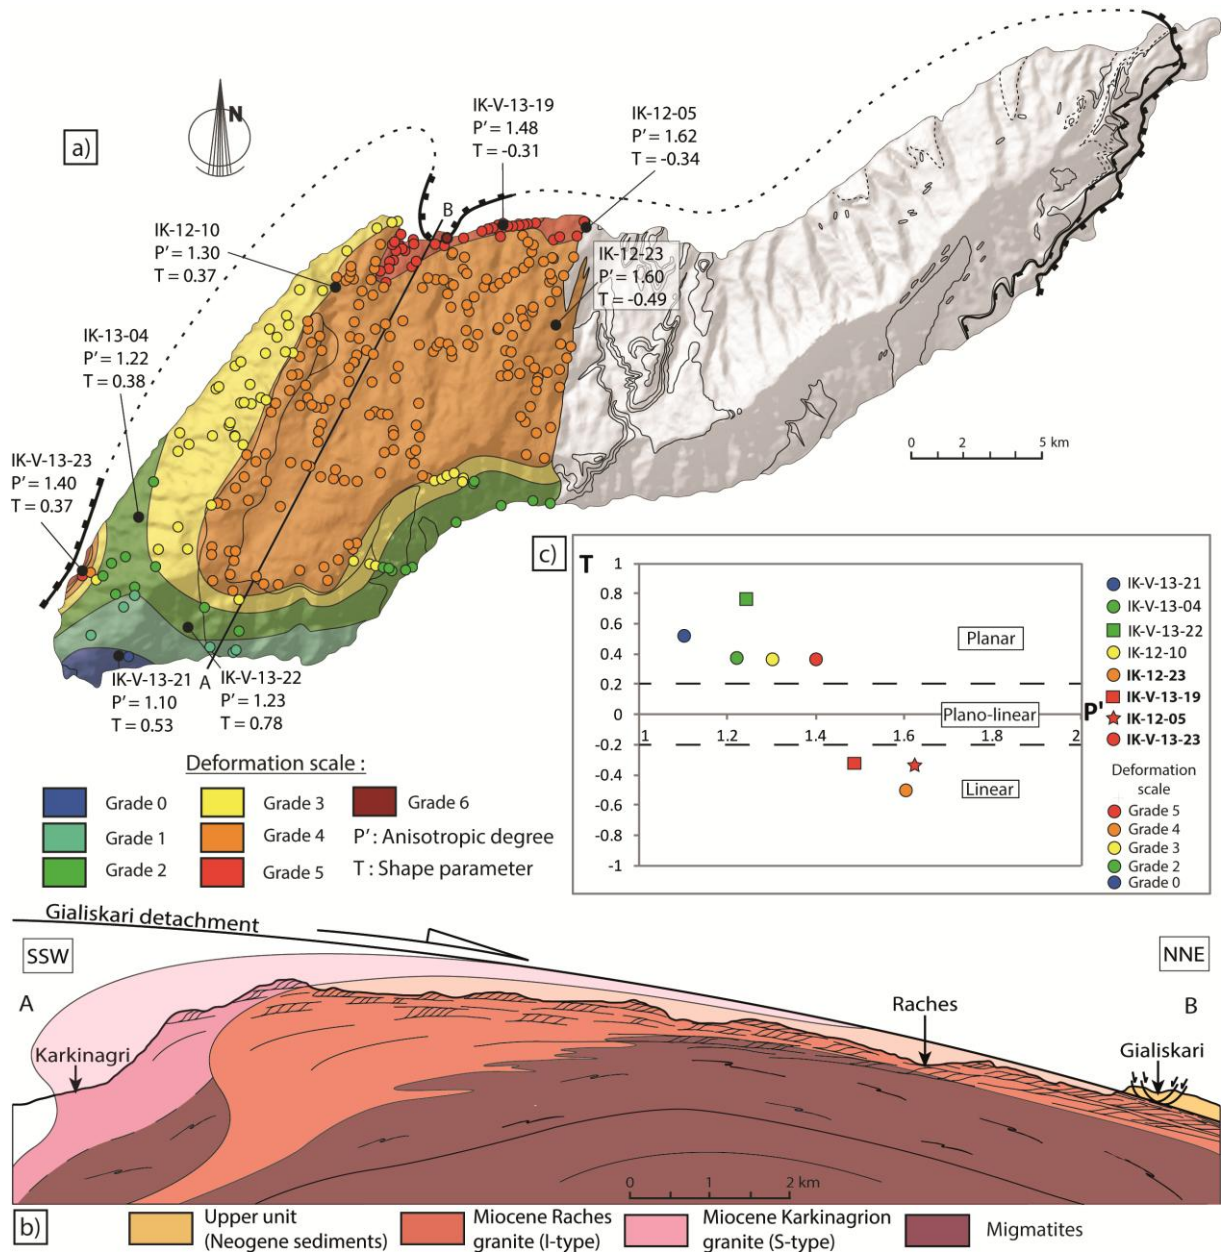 a)
N
IK-V-13-19
P' = 1.48
T = -0.31
IK-12-05
P' = 1.62
T = -0.34
B
IK-12-10
P' = 1.30
T = 0.37
IK-12-23
P' = 1.60
T = -0.49
IK-13-04
P' = 1.22
T = 0.38
IK-V-13-23
P' = 1.40
T = 0.37
0 2 5 km
A
IK-V-13-21
P' = 1.10
T = 0.53
IK-V-13-22
P' = 1.23
T = 0.78
Deformation scale :
Grade 0
Grade 1
Grade 2
Grade 3
Grade 4
Grade 5
Grade 6
P' : Anisotropic degree
T : Shape parameter
c)
T
1
0.8
0.6
0.4
0.2
0
-0.2
-0.4
-0.6
-0.8
-1
1 1.2 1.4 1.6 1.8 2
P'
Planar
Plano-linear
Linear
IK-V-13-21
IK-V-13-04
IK-V-13-22
IK-12-10
IK-12-23
IK-V-13-19
IK-12-05
IK-V-13-23
Deformation
scale
Grade 5
Grade 4
Grade 3
Grade 2
Grade 0
Gialiskari detachment
SSW
NNE
A
B
Karkinagri
Raches
Gialiskari
0 1 2 km
b)
Upper unit
(Neogene sediments)
Miocene Raches
granite (I-type)
Miocene Karkinagrion
granite (S-type)
Migmatites